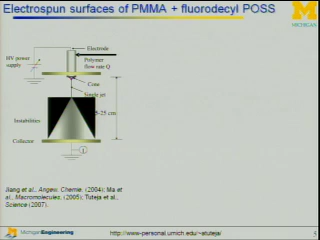 Electrospun surfaces of PMMA + fluorodecyl POSS
MICHIGAN
Electrode
HV power
supply
Polymer
flow rate Q
Cone
Single jet
5-25 cm
Instabilities
Collector
I
Jiang et al., Angew. Chemie. (2004); Ma et
al., Macromolecules, (2005); Tuteja et al.,
Science (2007).
MichiganEngineering
http://www-personal.umich.edu/~atuteja/
5